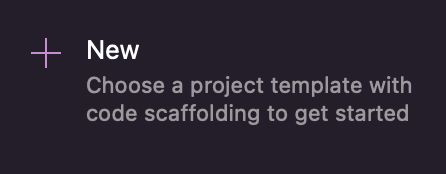 New
Choose a project template with
code scaffolding to get started